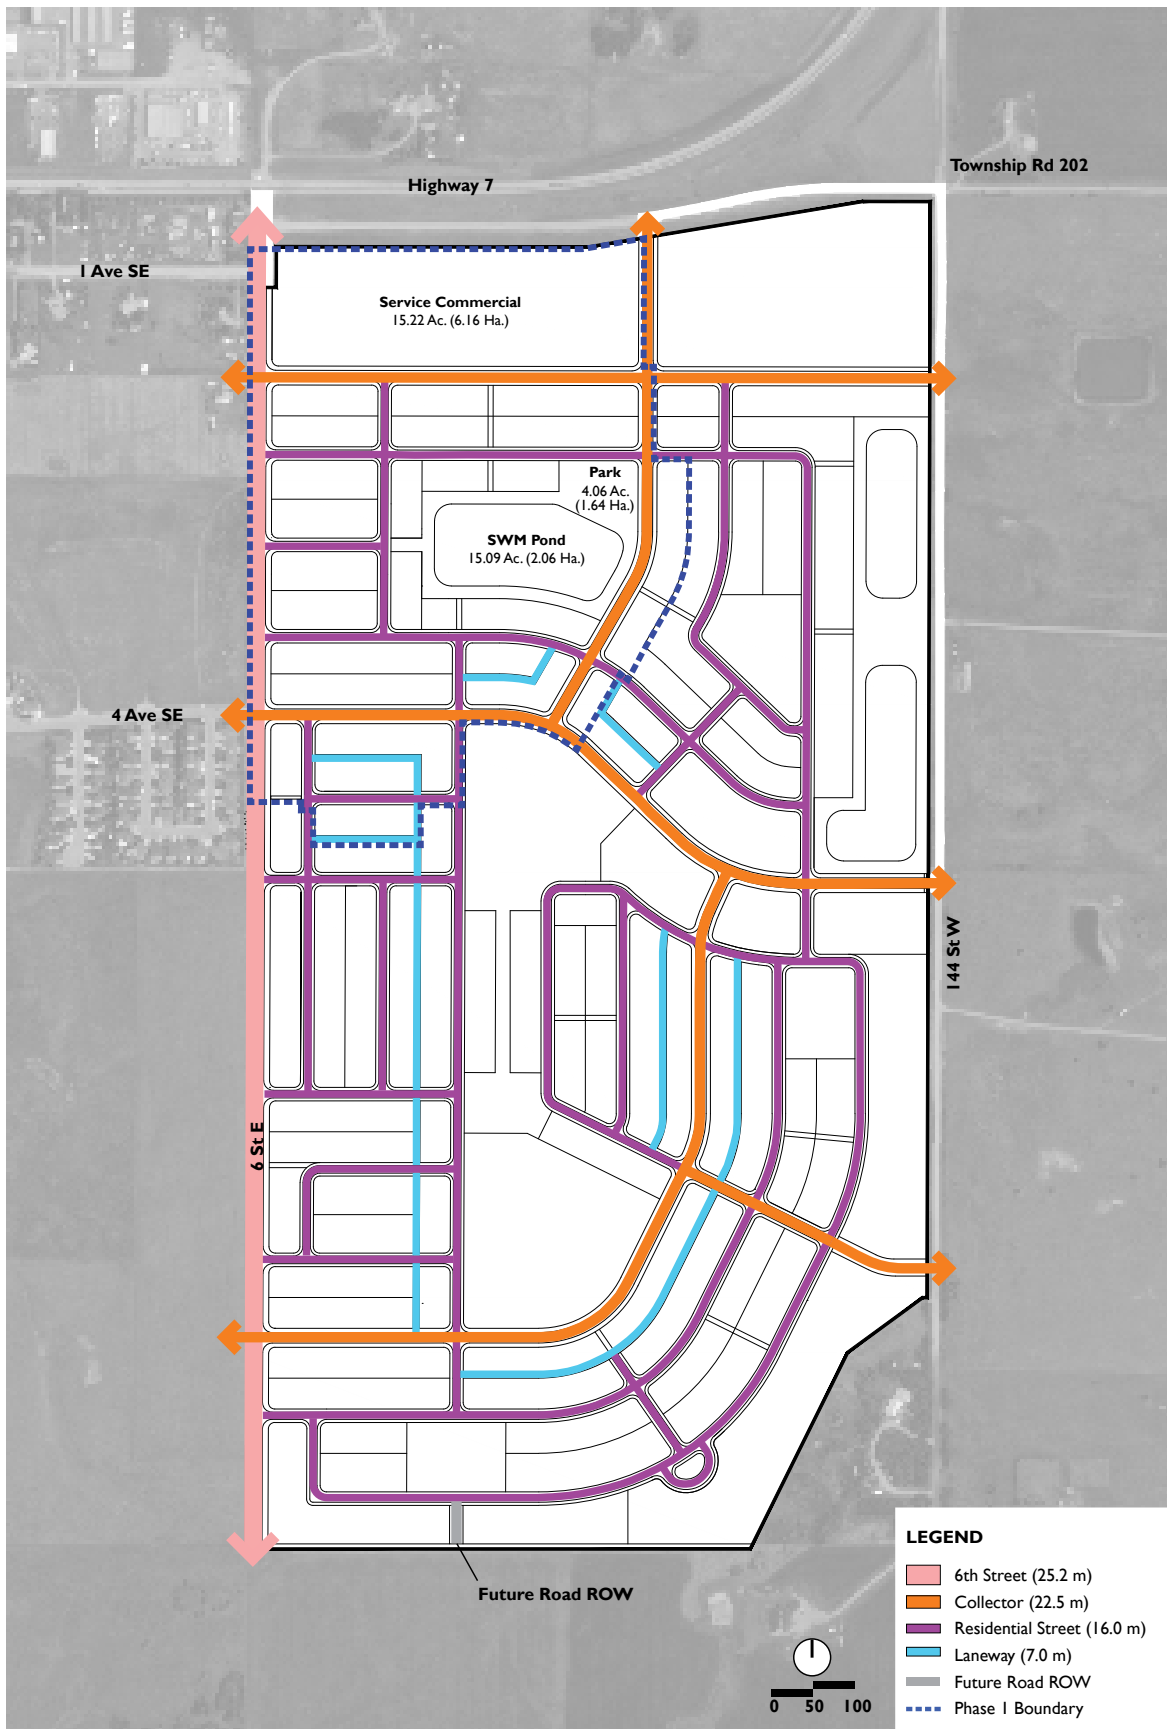 Township Rd 202
Highway 7
1 Ave SE
Service Commercial
15.22 Ac. (6.16 Ha.)
Park
4.06 Ac.
(1.64 Ha.)
SWM Pond
15.09 Ac. (2.06 Ha.)
4 Ave SE
144 St W
6 St E
Future Road ROW
LEGEND
6th Street (25.2 m)
Collector (22.5 m)
Residential Street (16.0 m)
Laneway (7.0 m)
Future Road ROW
Phase 1 Boundary
0 50 100